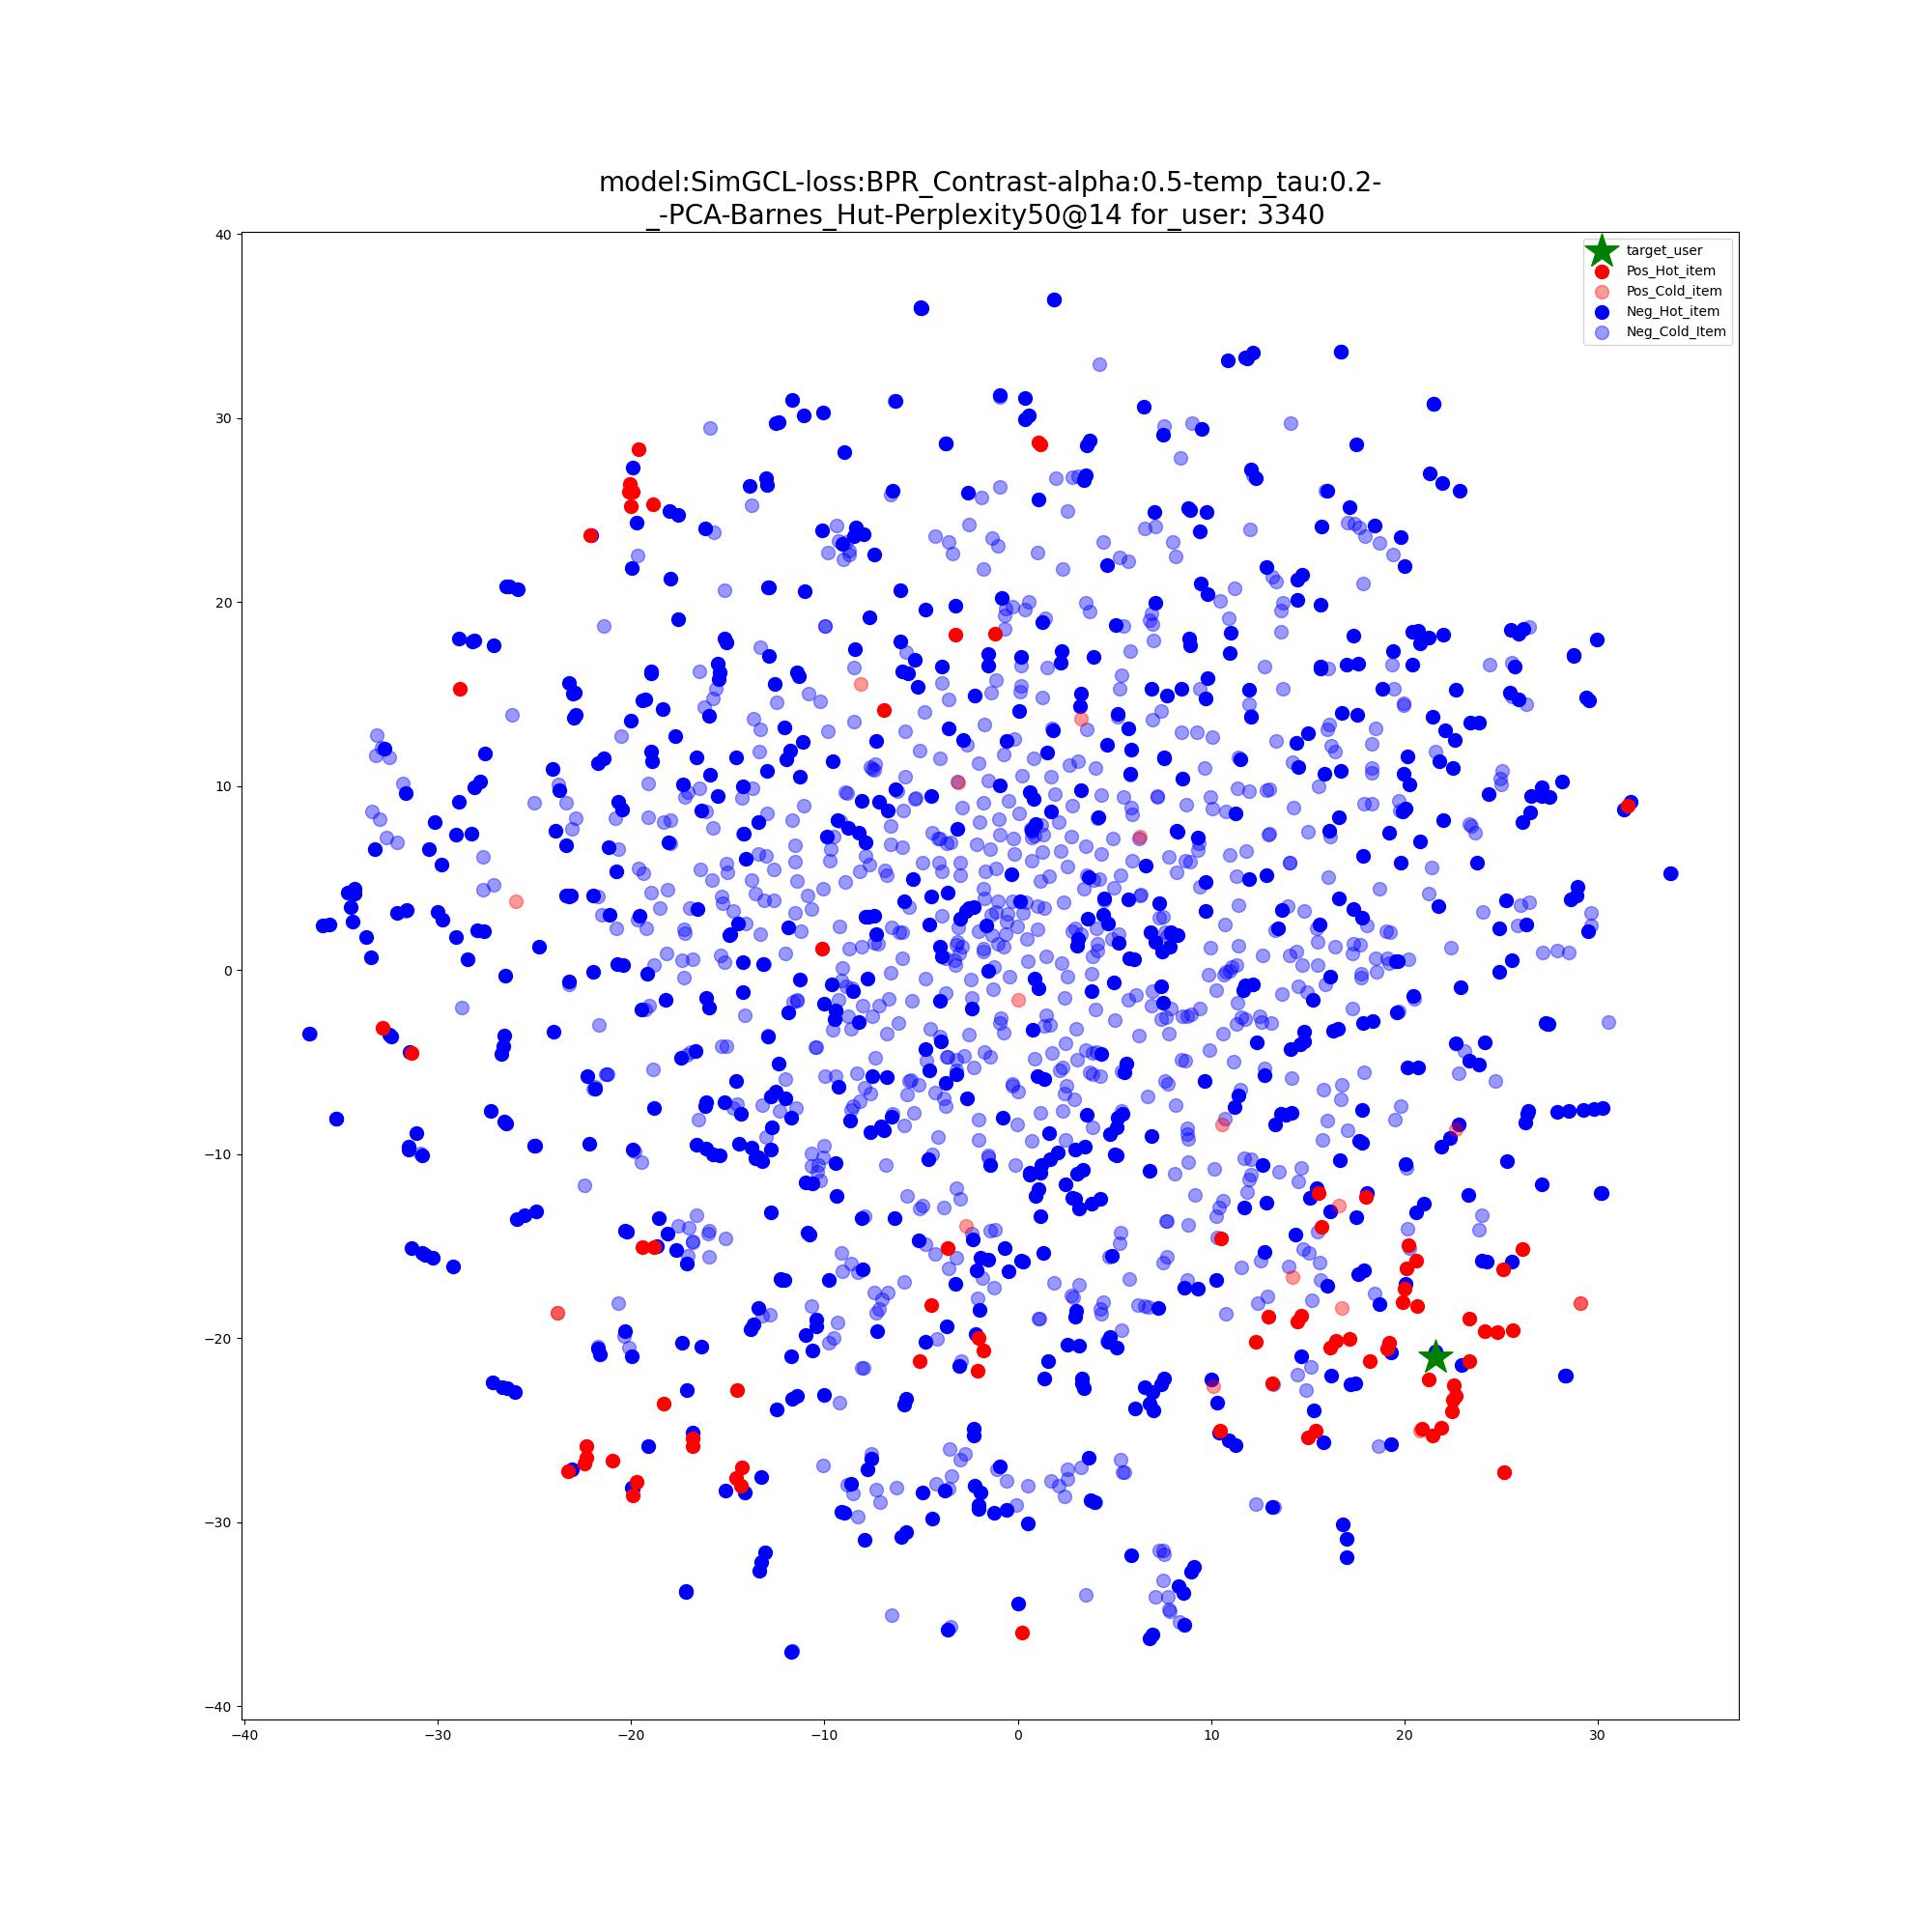 model:SimGCL-loss:BPR_Contrast-alpha:0.5-temp_tau:0.2-
_-PCA-Barnes_Hut-Perplexity50@14 for_user: 3340
target_user
Pos_Hot_item
Pos_Cold_item
Neg_Hot_item
Neg_Cold_Item
40
30
20
10
0
−10
−20
−30
−40
−40 −30 −20 −10 0 10 20 30